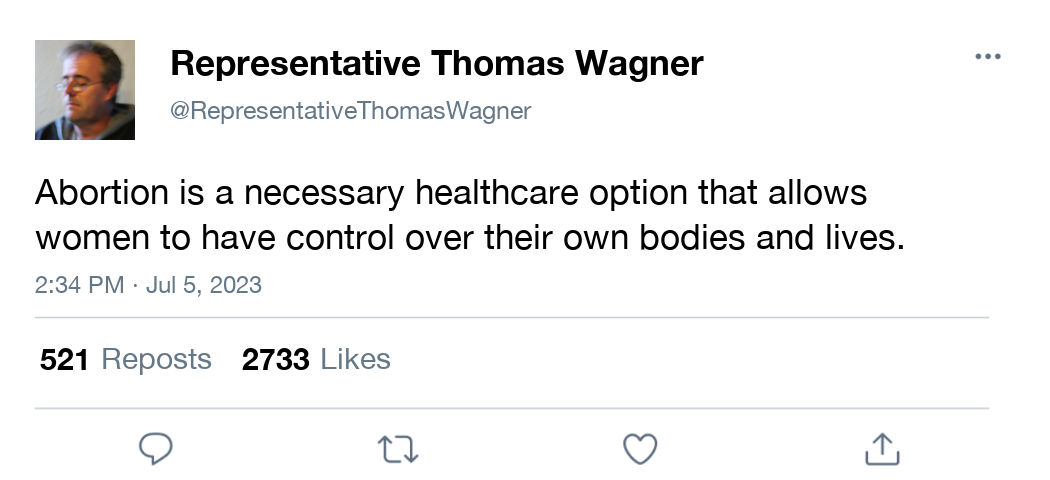 Representative Thomas Wagner
@RepresentativeThomasWagner
Abortion is a necessary healthcare option that allows
women to have control over their own bodies and lives.
2:34 PM · Jul 5, 2023
521 Reposts 2733 Likes